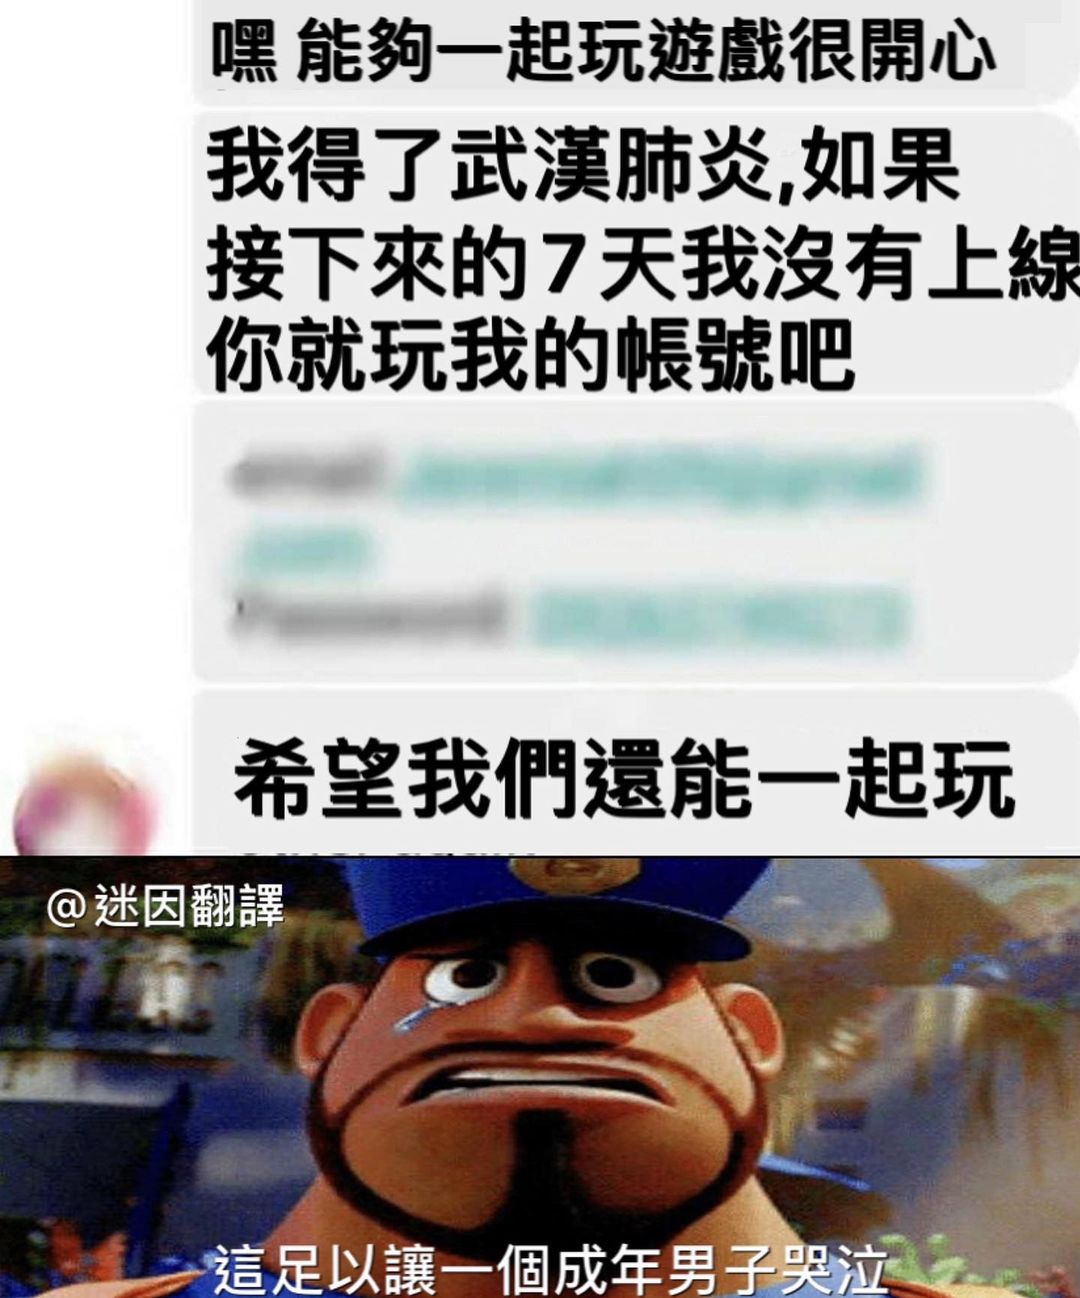 嘿 能夠一起玩遊戲很開心
我得了武漢肺炎,如果
接下來的7天我沒有上線
你就玩我的帳號吧
希望我們還能一起玩
@迷因翻譯
這足以讓一個成年男子哭泣